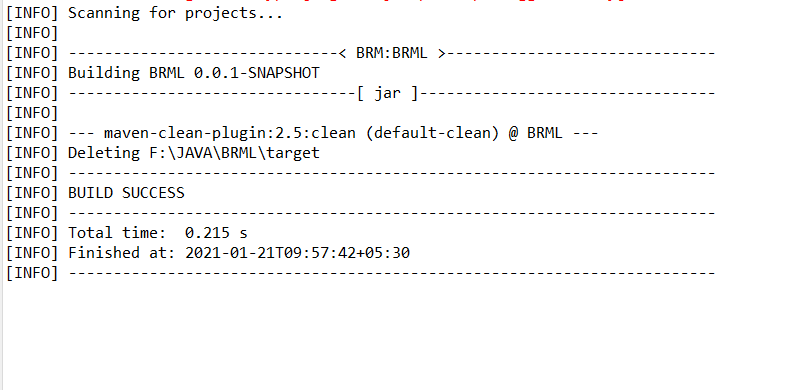 [INFO] Scanning for projects...
[INFO]
[INFO] ------------------------------< BRM:BRML >------------------------------
[INFO] Building BRML 0.0.1-SNAPSHOT
[INFO] --------------------------------[ jar ]---------------------------------
[INFO]
[INFO] --- maven-clean-plugin:2.5:clean (default-clean) @ BRML ---
[INFO] Deleting F:\JAVA\BRML\target
[INFO] ------------------------------------------------------------------------
[INFO] BUILD SUCCESS
[INFO] ------------------------------------------------------------------------
[INFO] Total time:  0.215 s
[INFO] Finished at: 2021-01-21T09:57:42+05:30
[INFO] ------------------------------------------------------------------------